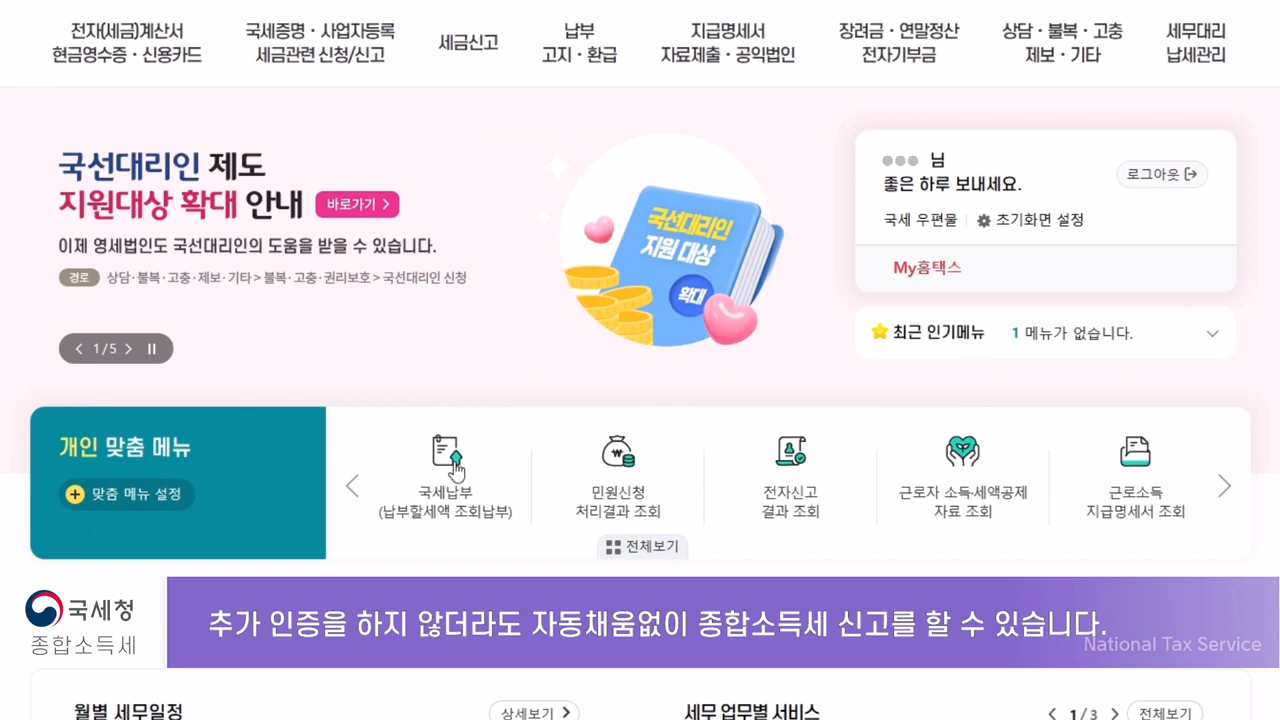 전자(세금)계산서
현금영수증·신용카드
국세증명·사업자등록
세금관련 신청/신고
세금신고
납부
고지·환급
지급명세서
자료제출·공익법인
장려금·연말정산
전자기부금
상담·불복·고충
제보·기타
세무대리
납세관리
국선대리인 제도
지원대상 확대 안내 바로가기 >
이제 영세법인도 국선대리인의 도움을 받을 수 있습니다.
경로 상담·불복·고충·제보·기타 > 불복·고충·권리보호 > 국선대리인 신청
1/5
국선대리인
지원 대상
확대
님
좋은 하루 보내세요.
로그아웃
국세 우편물 초기화면 설정
My홈택스
최근 인기메뉴 1 메뉴가 없습니다.
개인 맞춤 메뉴
맞춤 메뉴 설정
국세납부
(납부할세액 조회납부)
민원신청
처리결과 조회
전자신고
결과 조회
근로자 소득·세액공제
자료 조회
근로소득
지급명세서 조회
전체보기
국세청
종합소득세
추가 인증을 하지 않더라도 자동채움없이 종합소득세 신고를 할 수 있습니다.
National Tax Service
월별 세무일정
상세보기 >
세무 업무별 서비스
< 1/3 >
전체보기